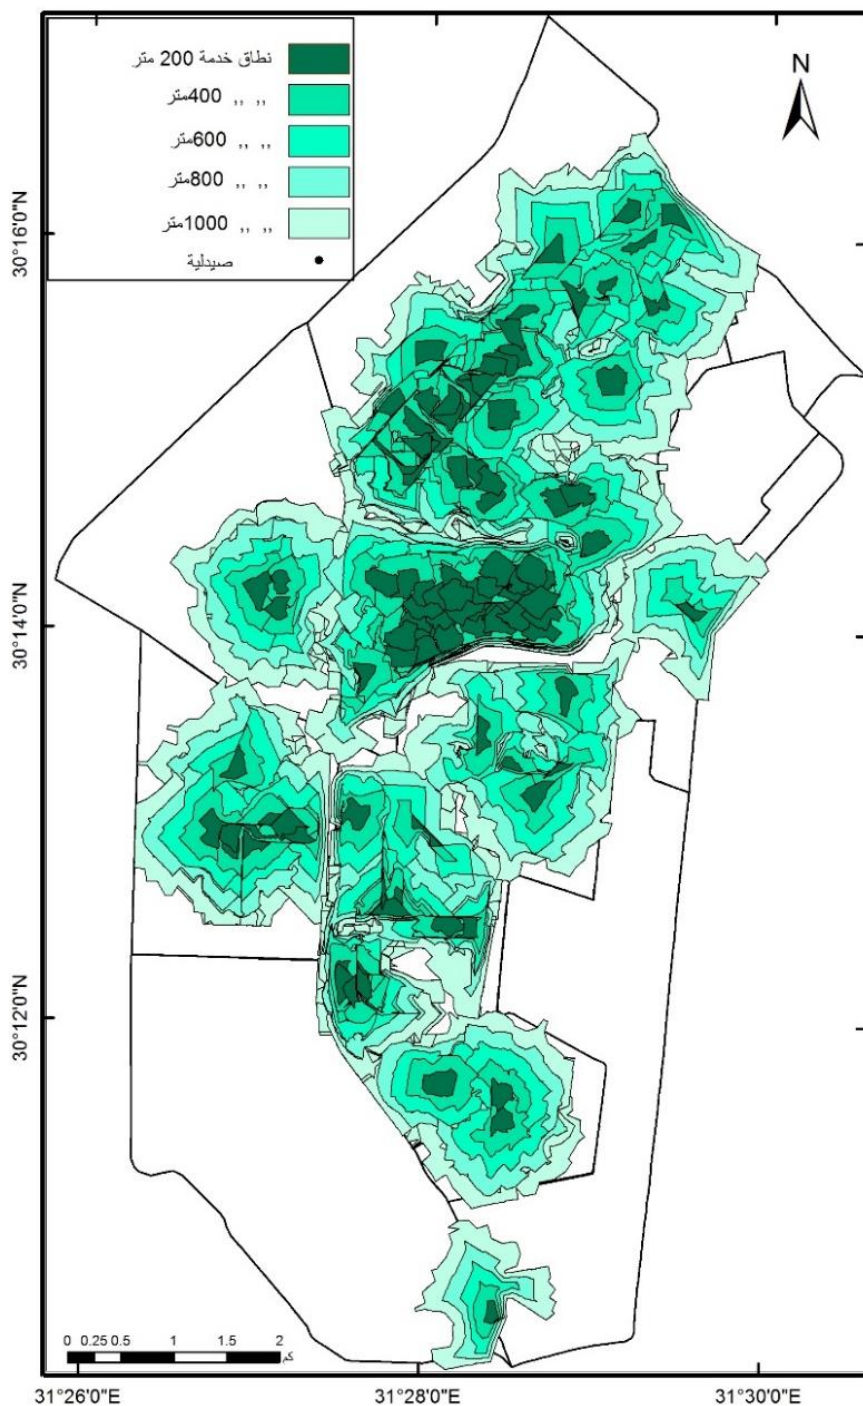 نطاق خدمة 200 متر
,, ,, 400متر
,, ,, 600متر
,, ,, 800متر
,, ,, 1000متر
صيدلية
N
30°16'0"N
30°14'0"N
30°12'0"N
0 0.25 0.5 1 1.5 2
كم
31°26'0"E 31°28'0"E 31°30'0"E